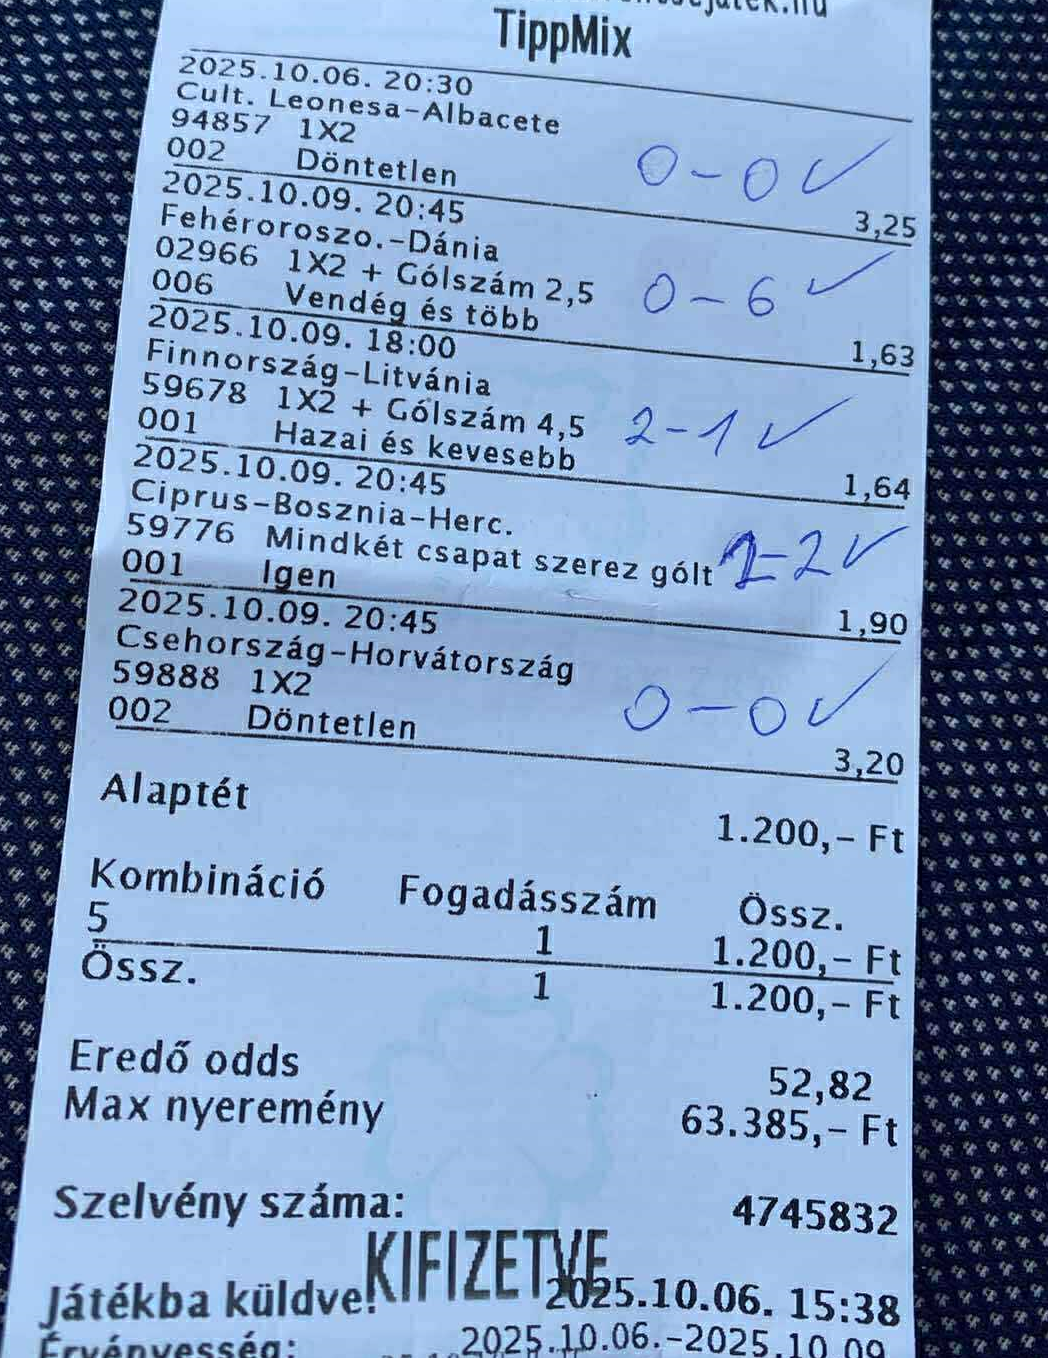 TippMix
2025.10.06. 20:30
Cult. Leonesa-Albacete
94857 1X2
002 Döntetlen 0-0 ✓ 3,25
2025.10.09. 20:45
Fehéroroszo.-Dánia
02966 1X2 + Gólszám 2,5
006 Vendég és több 0-6 ✓ 1,63
2025.10.09. 18:00
Finnország-Litvánia
59678 1X2 + Gólszám 4,5
001 Hazai és kevesebb 2-1 ✓ 1,64
2025.10.09. 20:45
Ciprus-Bosznia-Herc.
59776 Mindkét csapat szerez gólt 2-2 ✓
001 Igen 1,90
2025.10.09. 20:45
Csehország-Horvátország
59888 1X2
002 Döntetlen 0-0 ✓ 3,20
Alaptét 1.200,- Ft
Kombináció Fogadásszám Össz.
5 1 1.200,- Ft
Össz. 1 1.200,- Ft
Eredő odds 52,82
Max nyeremény 63.385,- Ft
Szelvény száma: 4745832
KIFIZETVE
Játékba küldve: 2025.10.06. 15:38
Érvényesség: 2025.10.06.-2025.10.09